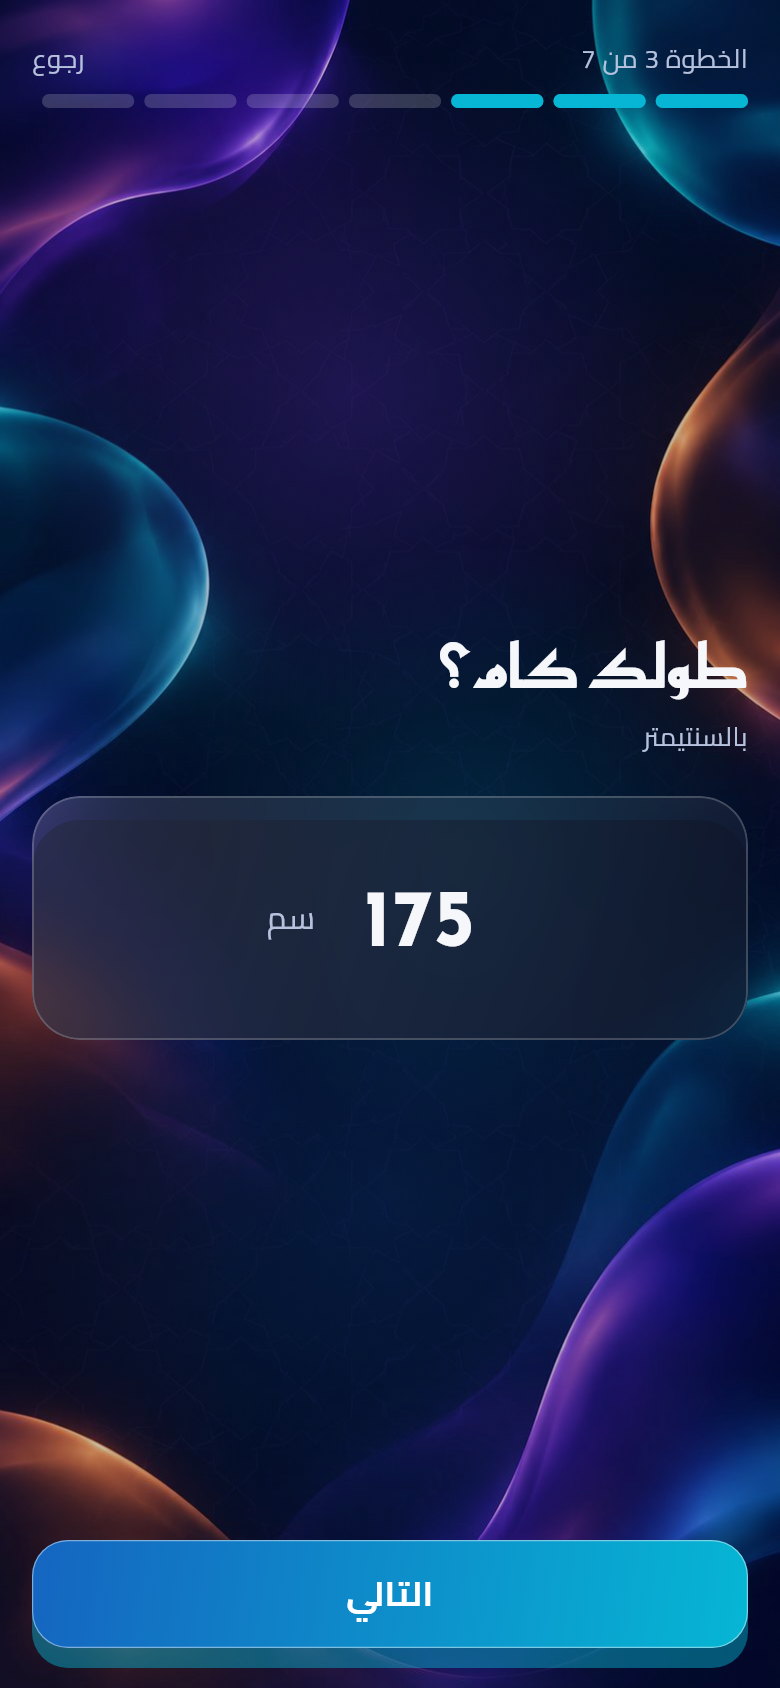 الخطوة 3 من 7
رجوع
طولك كام؟
بالسنتيمتر
175 سم
التالي